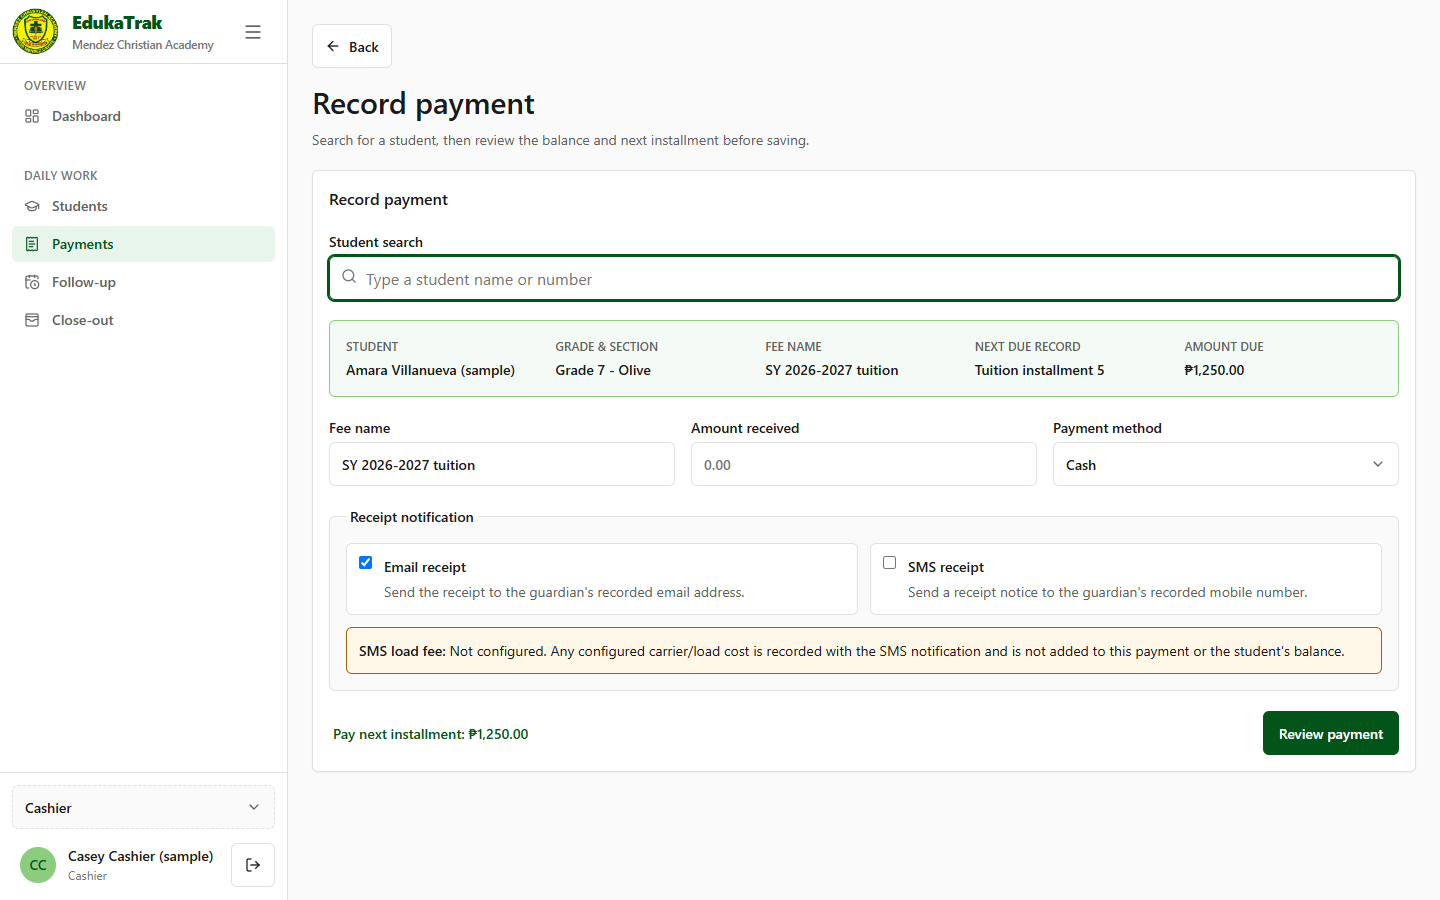 EdukaTrak
Mendez Christian Academy
OVERVIEW
Dashboard
DAILY WORK
Students
Payments
Follow-up
Close-out
Cashier
CC
Casey Cashier (sample)
Cashier
Back
Record payment
Search for a student, then review the balance and next installment before saving.
Record payment
Student search
Type a student name or number
STUDENT
Amara Villanueva (sample)
GRADE & SECTION
Grade 7 - Olive
FEE NAME
SY 2026-2027 tuition
NEXT DUE RECORD
Tuition installment 5
AMOUNT DUE
₱1,250.00
Fee name
SY 2026-2027 tuition
Amount received
0.00
Payment method
Cash
Receipt notification
Email receipt
Send the receipt to the guardian's recorded email address.
SMS receipt
Send a receipt notice to the guardian's recorded mobile number.
SMS load fee: Not configured. Any configured carrier/load cost is recorded with the SMS notification and is not added to this payment or the student's balance.
Pay next installment: ₱1,250.00
Review payment